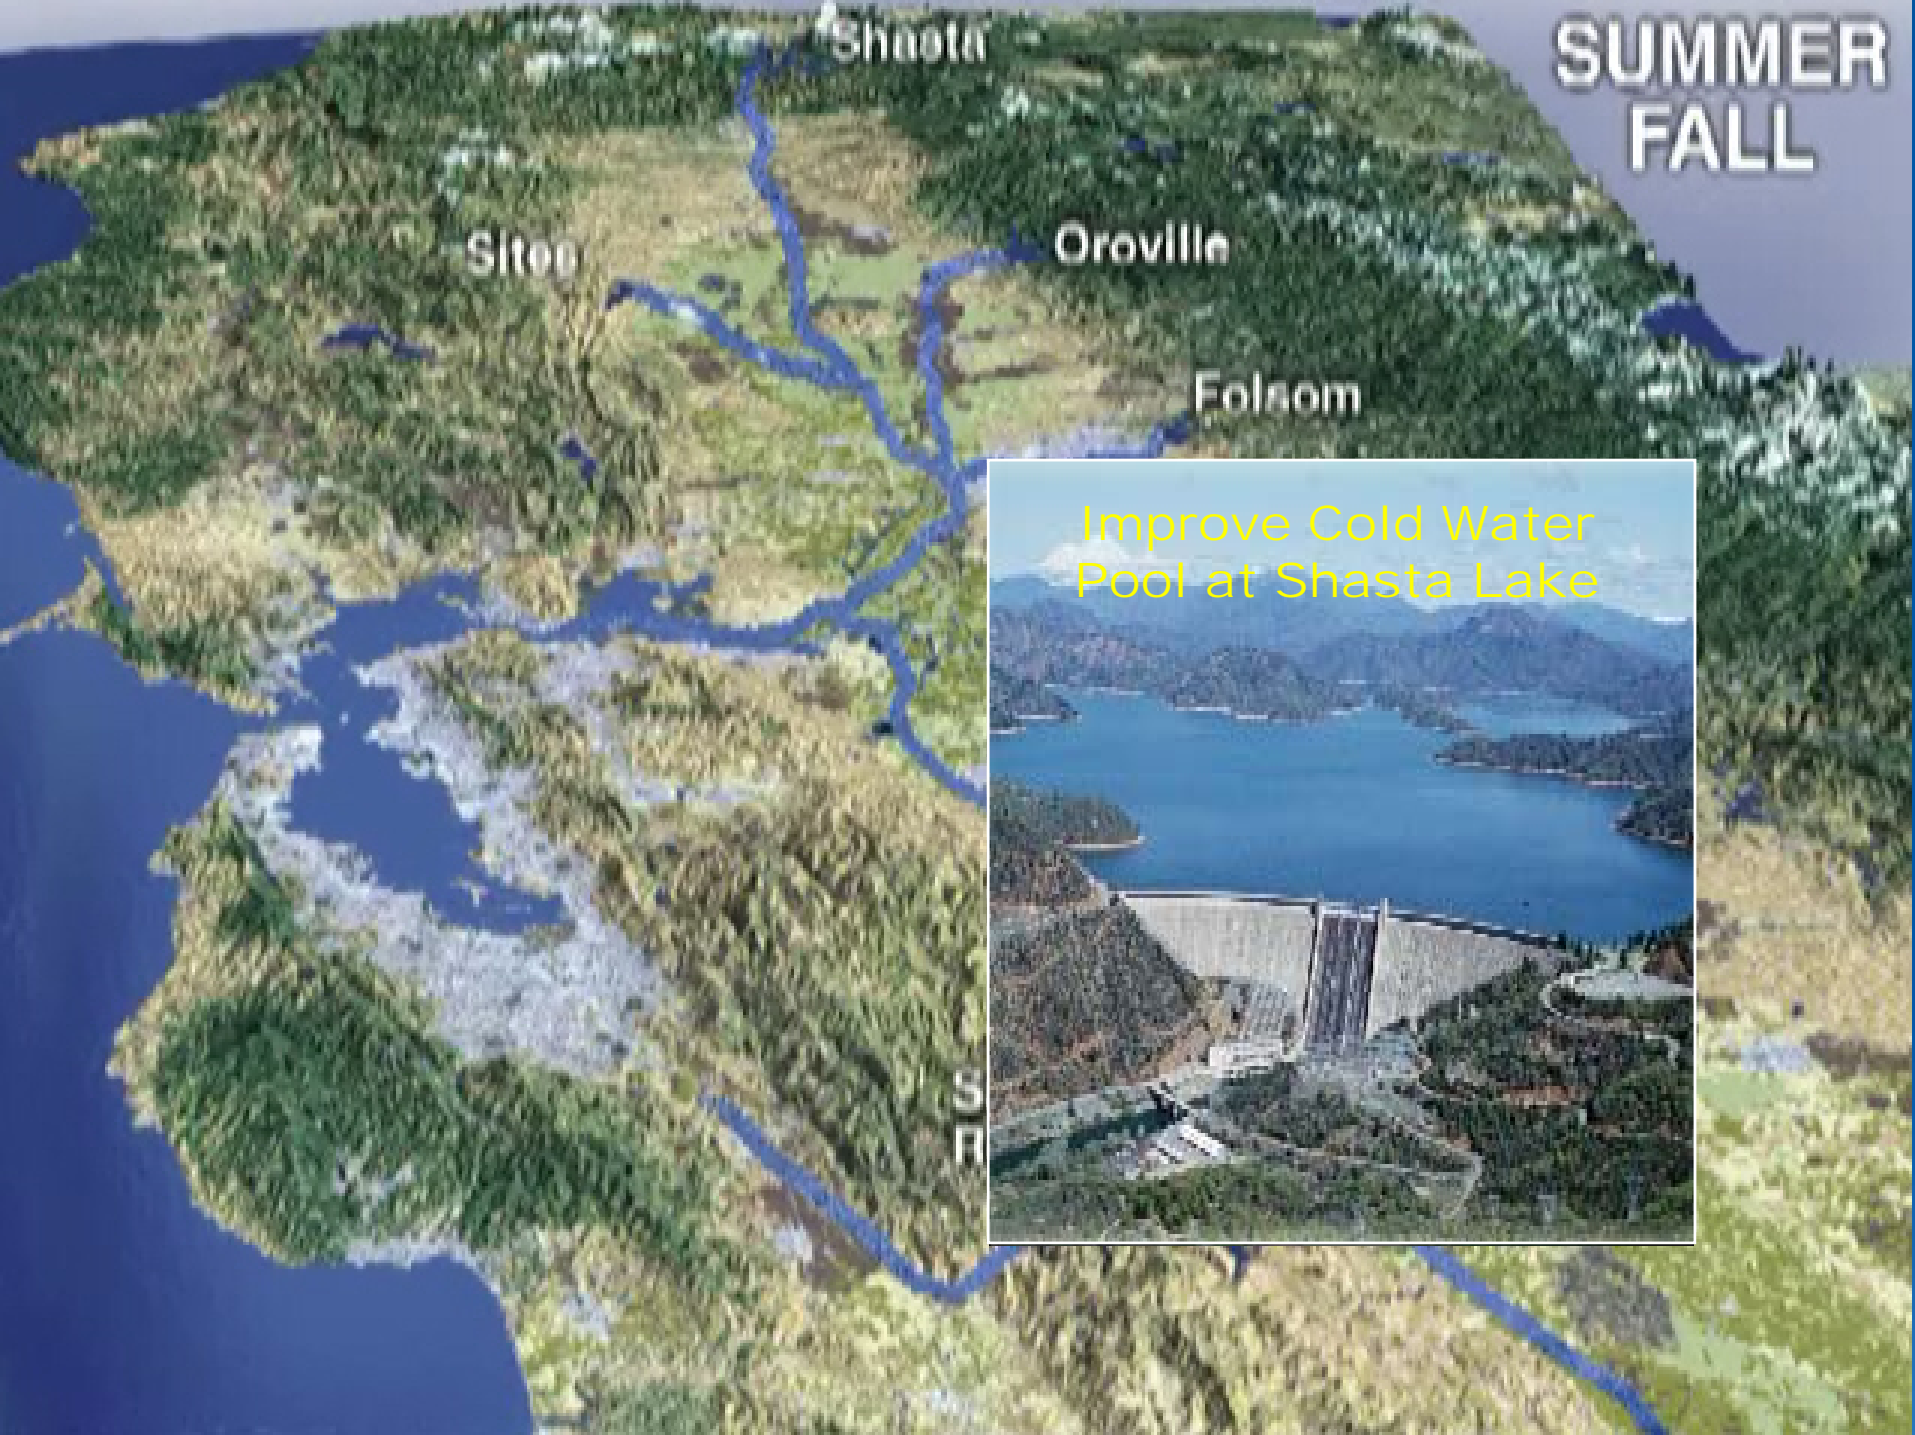 Shasta
SUMMER
FALL
Sites
Oroville
Folsom
Improve Cold Water
Pool at Shasta Lake
S
R